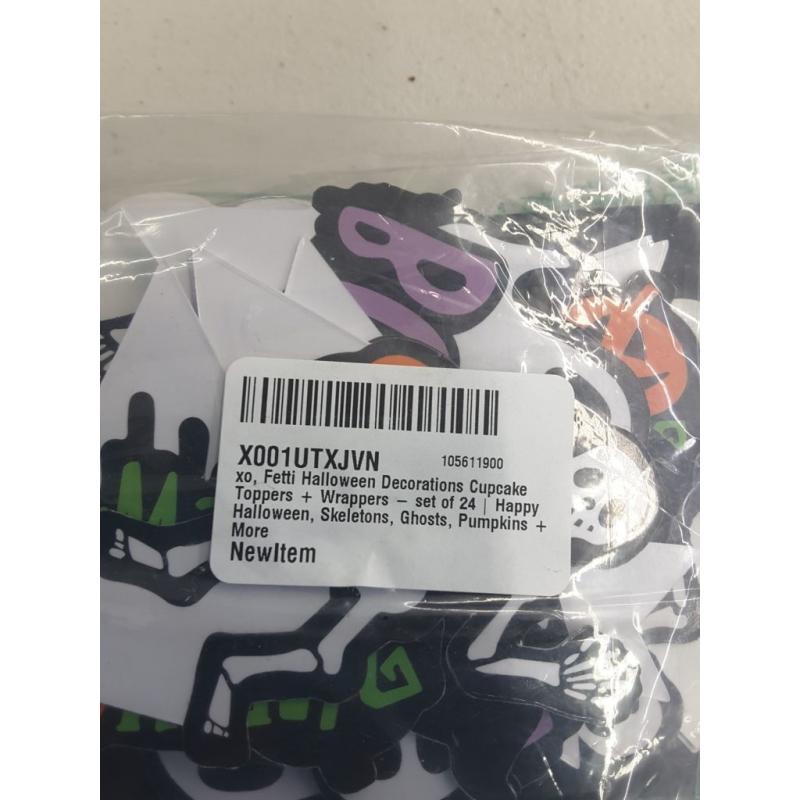 X001UTXJVN 105611900
xo, Fetti Halloween Decorations Cupcake
Toppers + Wrappers – set of 24 | Happy
Halloween, Skeletons, Ghosts, Pumpkins +
More
NewItem